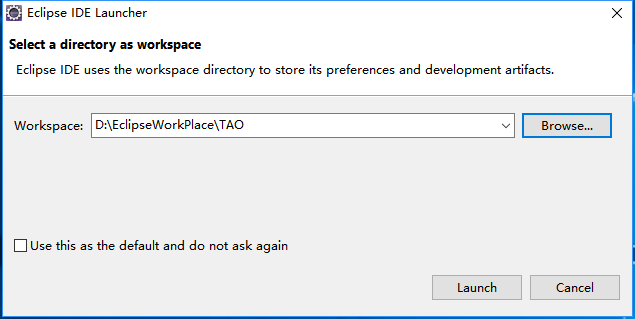 Eclipse IDE Launcher
Select a directory as workspace
Eclipse IDE uses the workspace directory to store its preferences and development artifacts.
Workspace: D:\EclipseWorkPlace\TAO Browse...
Use this as the default and do not ask again
Launch Cancel